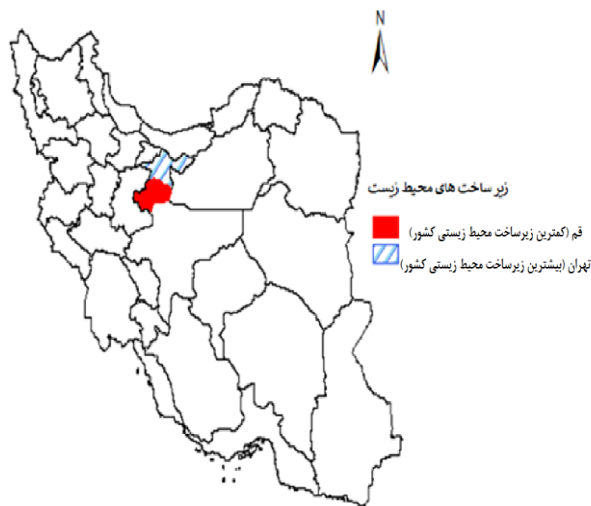 N
زیر ساخت های محیط زیست
قم (کمترین زیرساخت محیط زیستی کشور)
تهران (بیشترین زیرساخت محیط زیستی کشور)